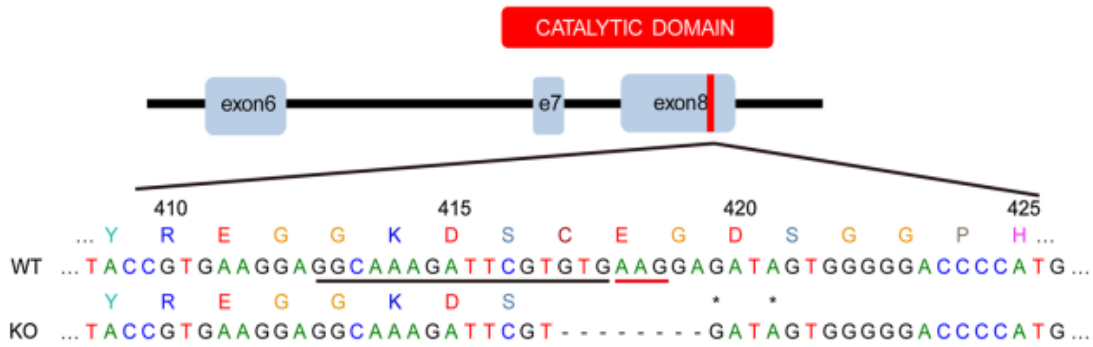 CATALYTIC DOMAIN
exon6 e7 exon8
410 415 420 425
... Y R E G G K D S C E G D S G G P H ...
WT ...TACCGTGAAGGAGGCAAAGATTCGTGTGAAGGAGATAGTGGGGGACCCCATG...
Y R E G G K D S * *
KO ...TACCGTGAAGGAGGCAAAGATTCGT--------GATAGTGGGGGACCCCATG...